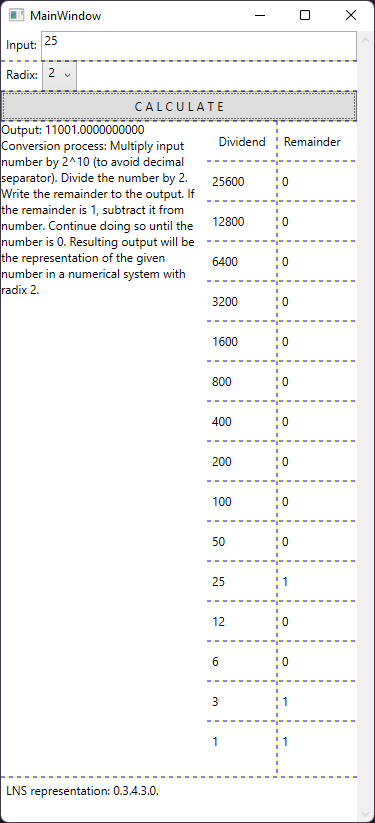 MainWindow
Input: 25
Radix: 2
CALCULATE
Output: 11001.0000000000
Conversion process: Multiply input
number by 2^10 (to avoid decimal
separator). Divide the number by 2.
Write the remainder to the output. If
the remainder is 1, subtract it from
number. Continue doing so until the
number is 0. Resulting output will be
the representation of the given
number in a numerical system with
radix 2.
Dividend Remainder
25600 0
12800 0
6400 0
3200 0
1600 0
800 0
400 0
200 0
100 0
50 0
25 1
12 0
6 0
3 1
1 1
LNS representation: 0.3.4.3.0.